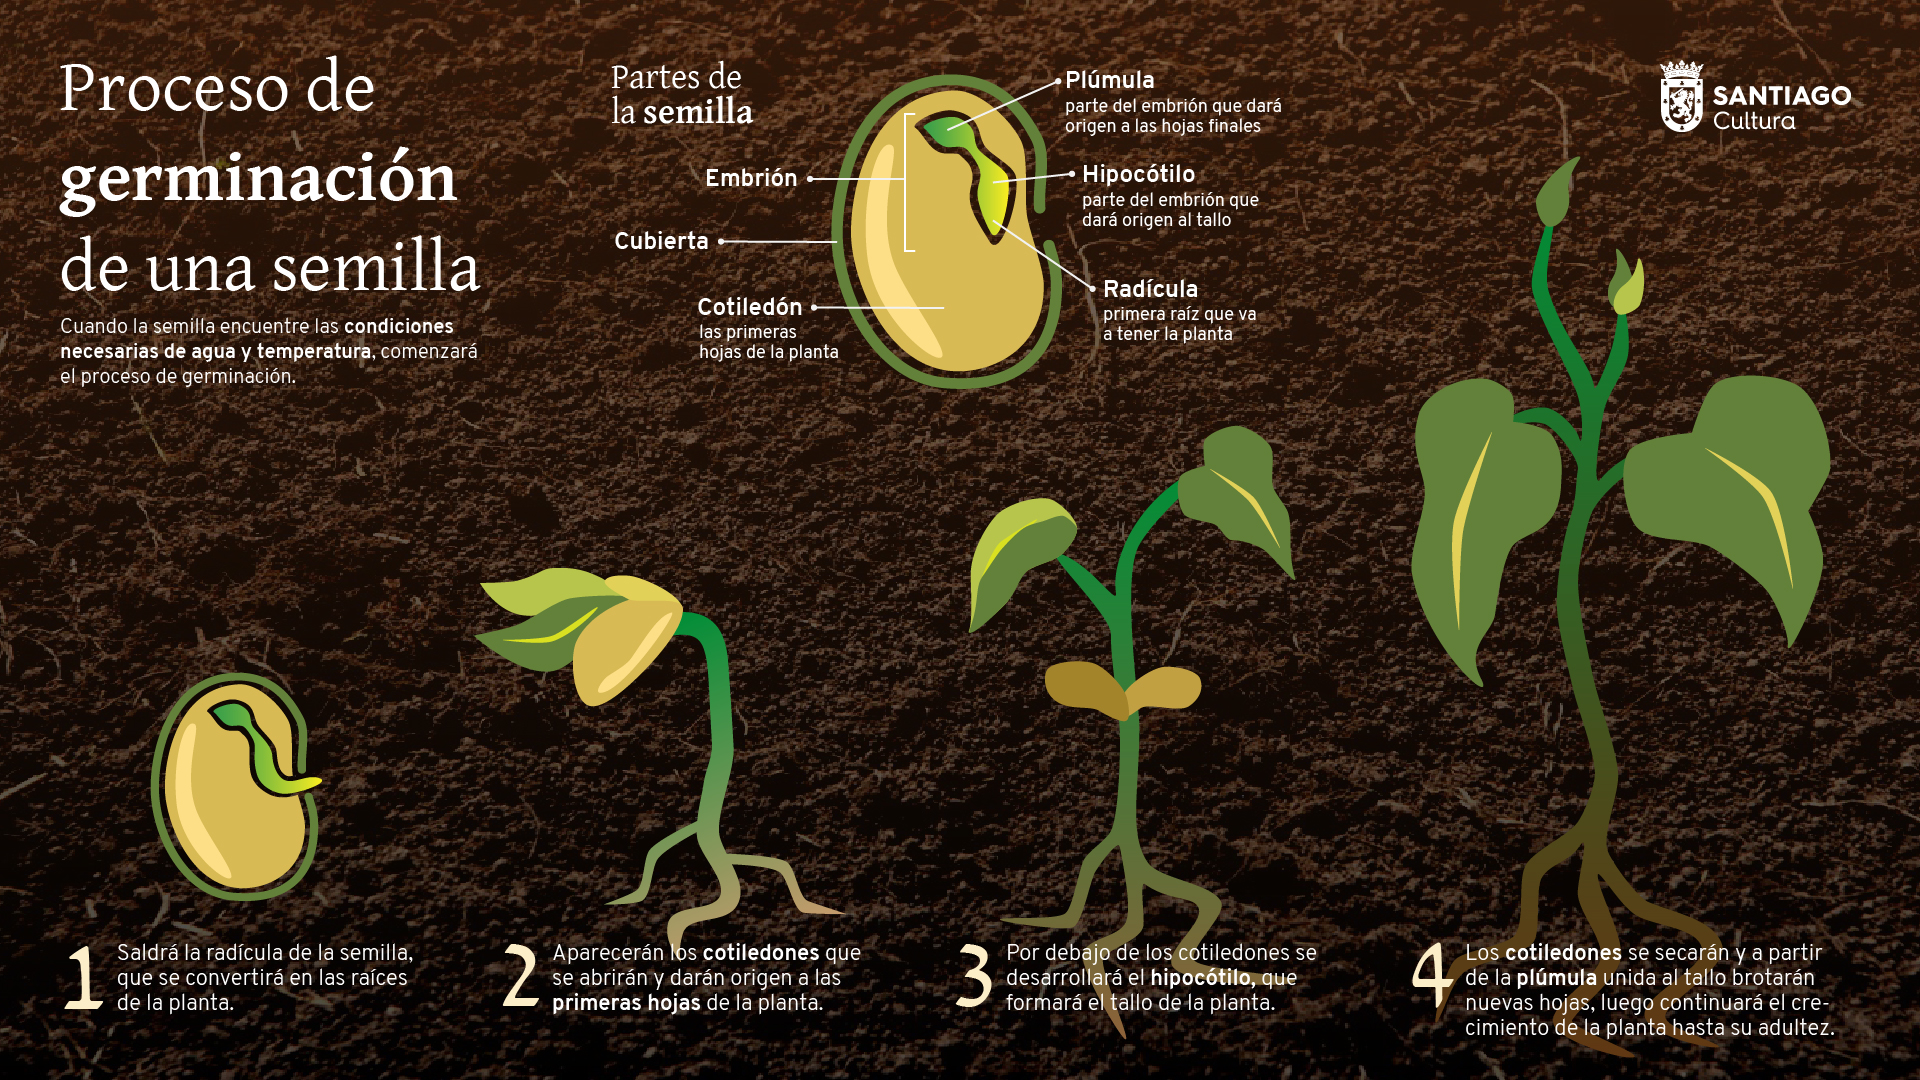 Proceso de
germinación
de una semilla
Cuando la semilla encuentre las condiciones
necesarias de agua y temperatura, comenzará
el proceso de germinación.
Partes de
la semilla
Embrión
Cubierta
Cotiledón
las primeras
hojas de la planta
Plúmula
parte del embrión que dará
origen a las hojas finales
Hipocótilo
parte del embrión que
dará origen al tallo
Radícula
primera raíz que va
a tener la planta
SANTIAGO
Cultura
1
Saldrá la radícula de la semilla,
que se convertirá en las raíces
de la planta.
2
Aparecerán los cotiledones que
se abrirán y darán origen a las
primeras hojas de la planta.
3
Por debajo de los cotiledones se
desarrollará el hipocótilo, que
formará el tallo de la planta.
4
Los cotiledones se secarán y a partir
de la plúmula unida al tallo brotarán
nuevas hojas, luego continuará el cre-
cimiento de la planta hasta su adultez.